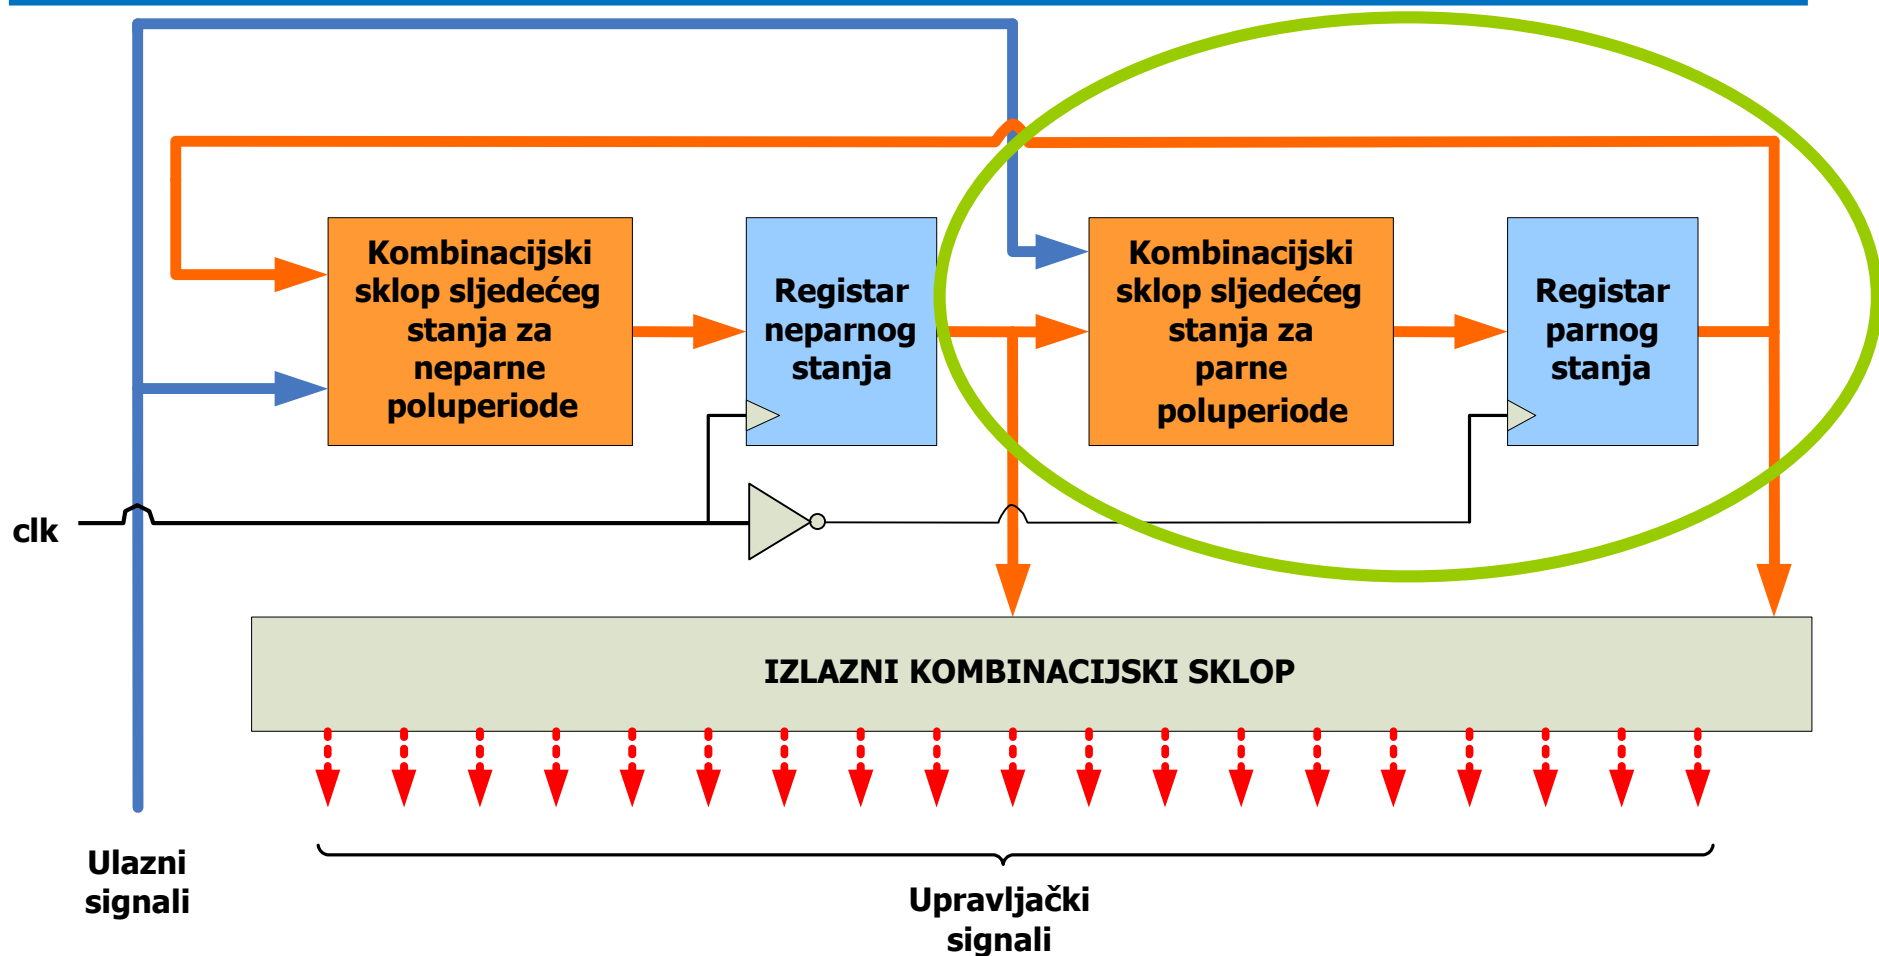 Kombinacijski
sklop sljedećeg
stanja za
neparne
poluperiode
Registar
neparnog
stanja
Kombinacijski
sklop sljedećeg
stanja za
parne
poluperiode
Registar
parnog
stanja
clk
IZLAZNI KOMBINACIJSKI SKLOP
Ulazni
signali
Upravljački
signali